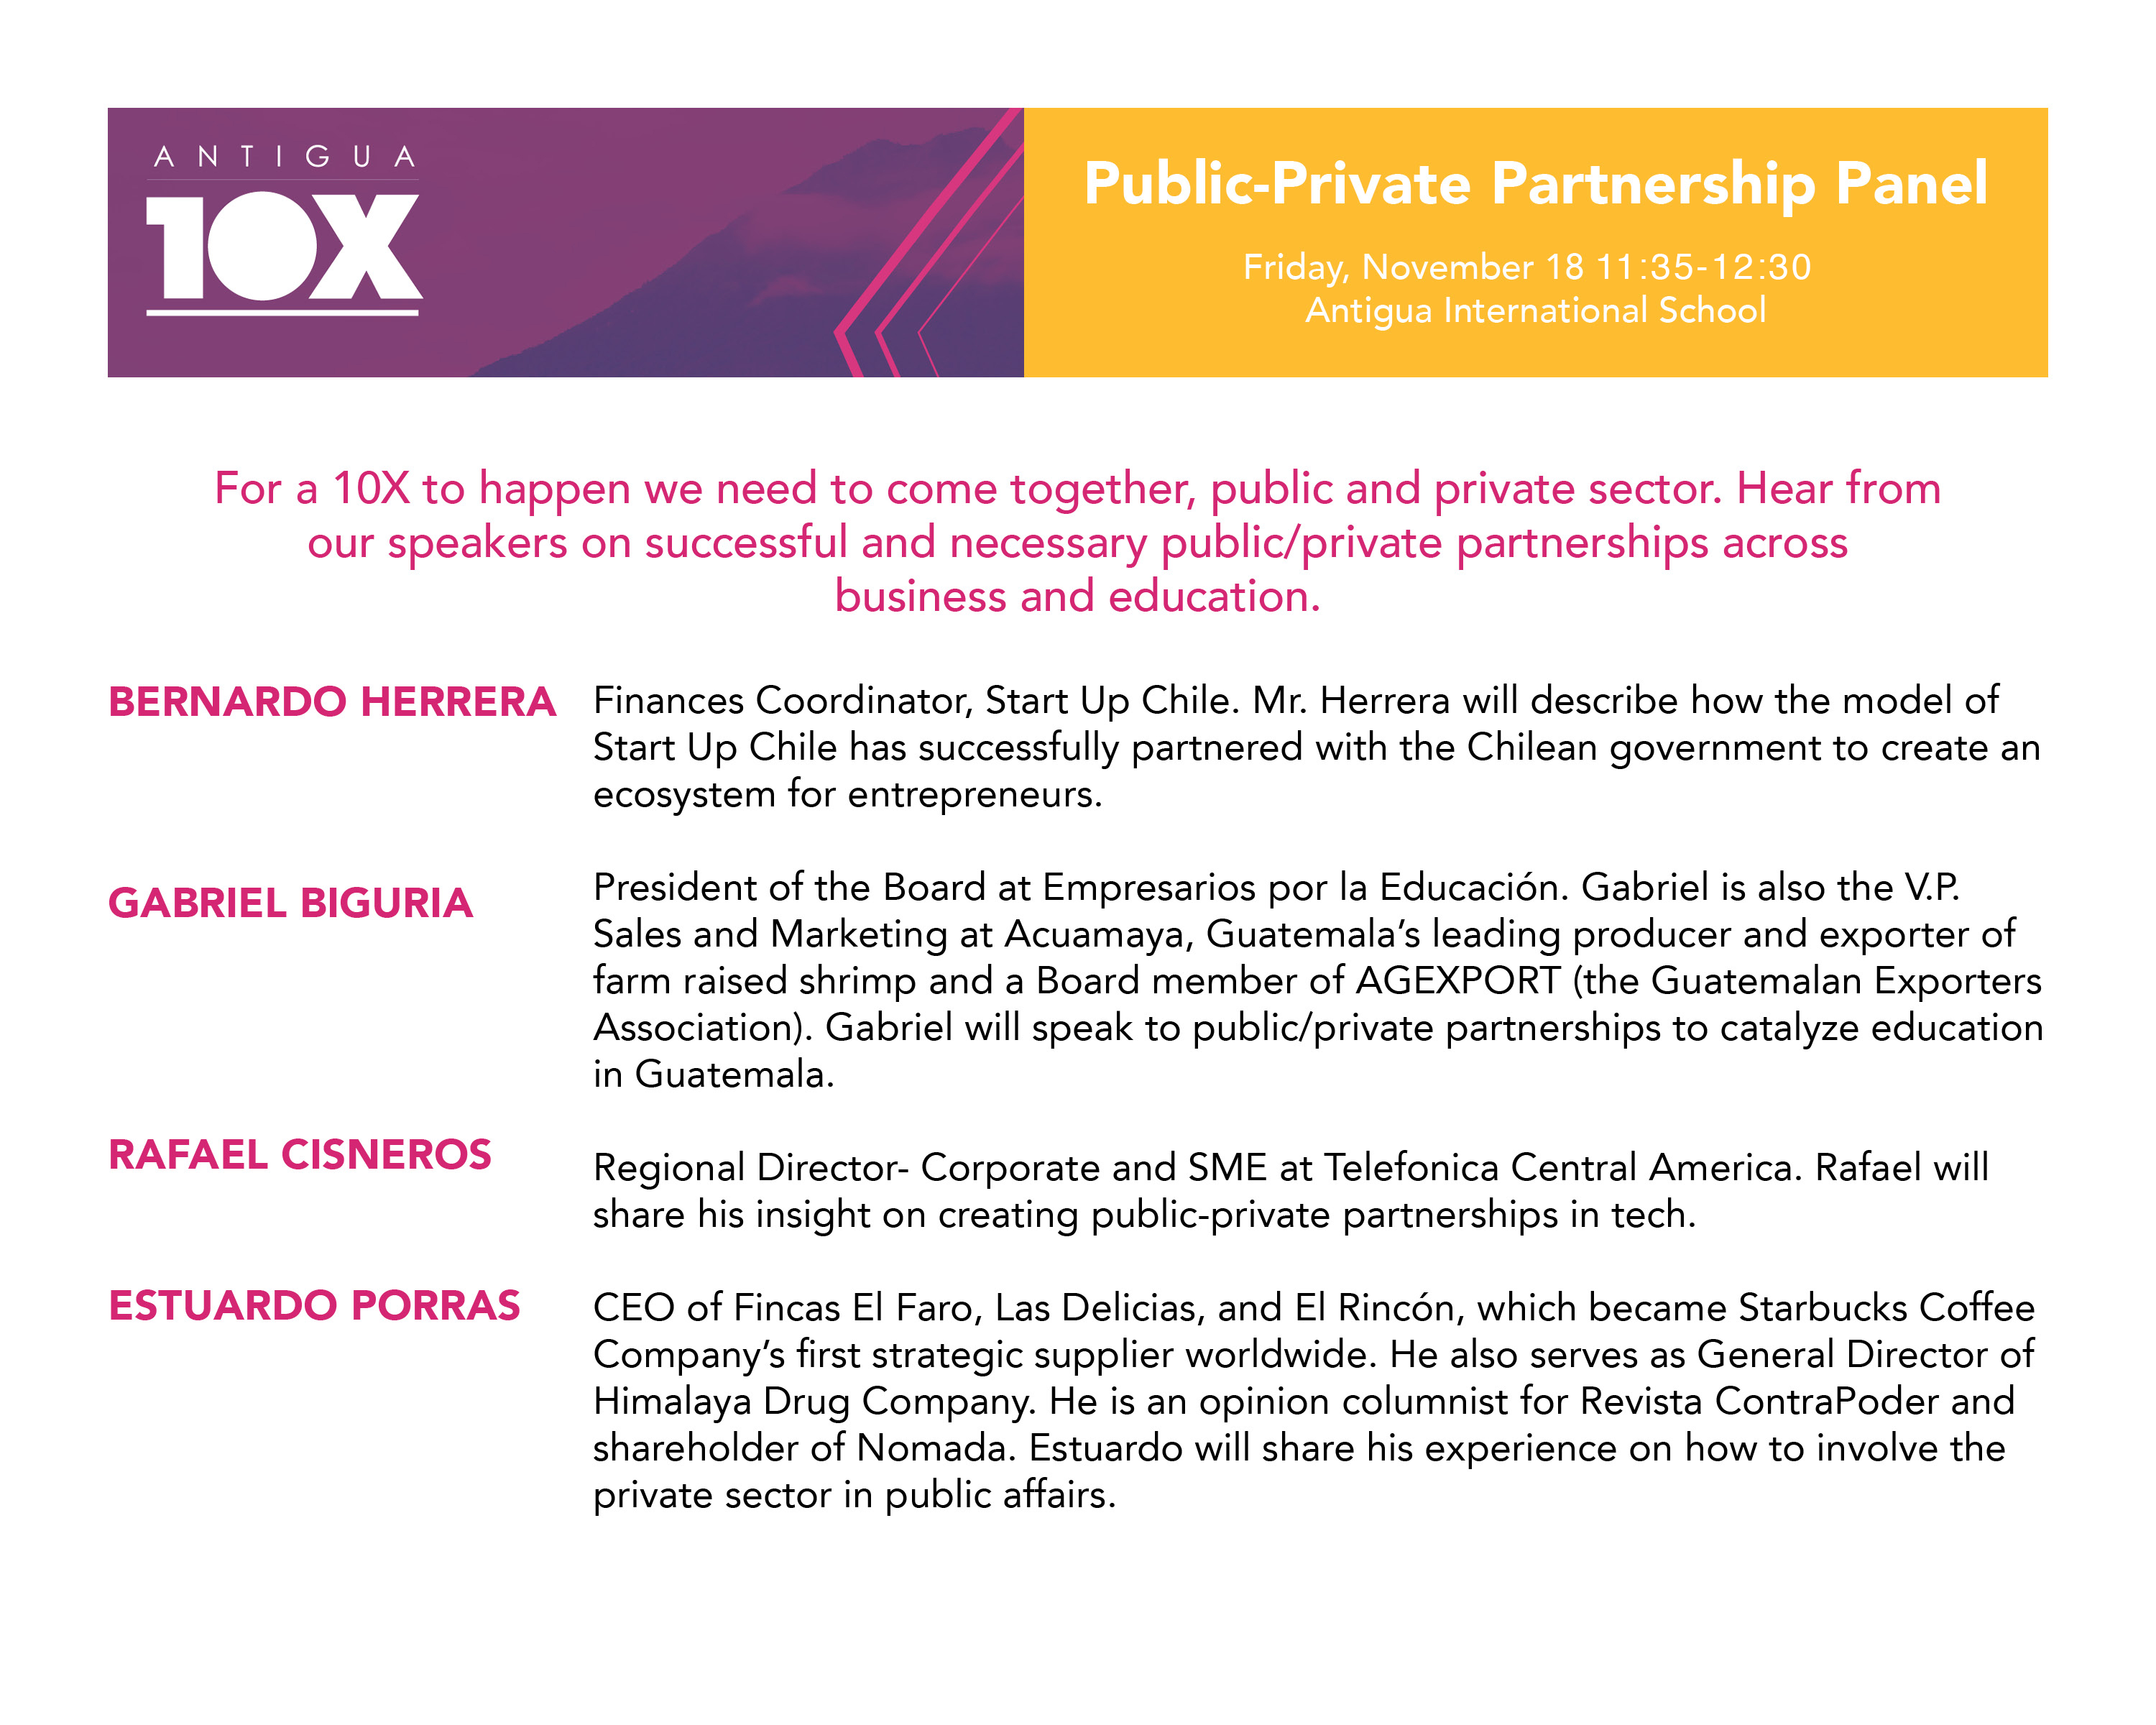 ANTIGUA
10X
Public-Private Partnership Panel
Friday, November 18 11:35-12:30
Antigua International School
For a 10X to happen we need to come together, public and private sector. Hear from
our speakers on successful and necessary public/private partnerships across
business and education.
BERNARDO HERRERA
Finances Coordinator, Start Up Chile. Mr. Herrera will describe how the model of
Start Up Chile has successfully partnered with the Chilean government to create an
ecosystem for entrepreneurs.
GABRIEL BIGURIA
President of the Board at Empresarios por la Educación. Gabriel is also the V.P.
Sales and Marketing at Acuamaya, Guatemala’s leading producer and exporter of
farm raised shrimp and a Board member of AGEXPORT (the Guatemalan Exporters
Association). Gabriel will speak to public/private partnerships to catalyze education
in Guatemala.
RAFAEL CISNEROS
Regional Director- Corporate and SME at Telefonica Central America. Rafael will
share his insight on creating public-private partnerships in tech.
ESTUARDO PORRAS
CEO of Fincas El Faro, Las Delicias, and El Rincón, which became Starbucks Coffee
Company’s first strategic supplier worldwide. He also serves as General Director of
Himalaya Drug Company. He is an opinion columnist for Revista ContraPoder and
shareholder of Nomada. Estuardo will share his experience on how to involve the
private sector in public affairs.